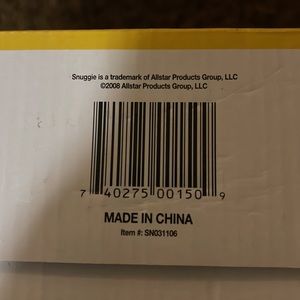 Snuggie is a trademark of Allstar Products Group, LLC
©2008 Allstar Products Group, LLC
7 40275 00150 9
MADE IN CHINA
Item #: SN031106